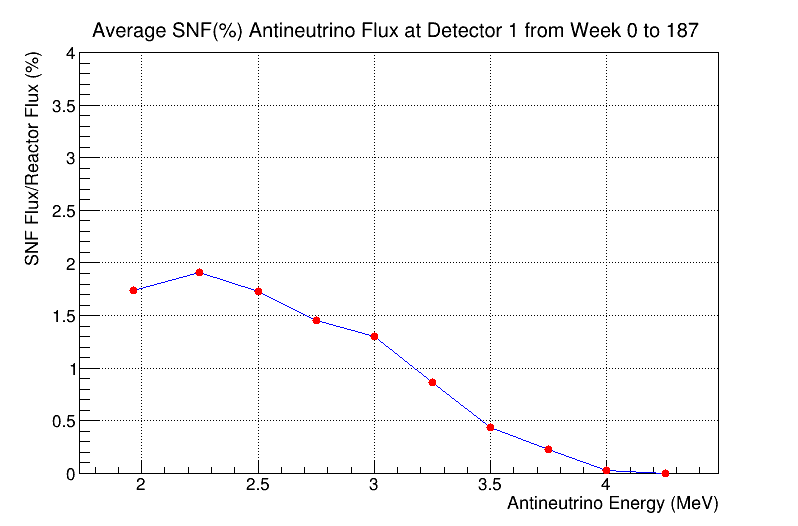 Average SNF(%) Antineutrino Flux at Detector 1 from Week 0 to 187
SNF Flux/Reactor Flux (%)
4
3.5
3
2.5
2
1.5
1
0.5
0
2 2.5 3 3.5 4
Antineutrino Energy (MeV)